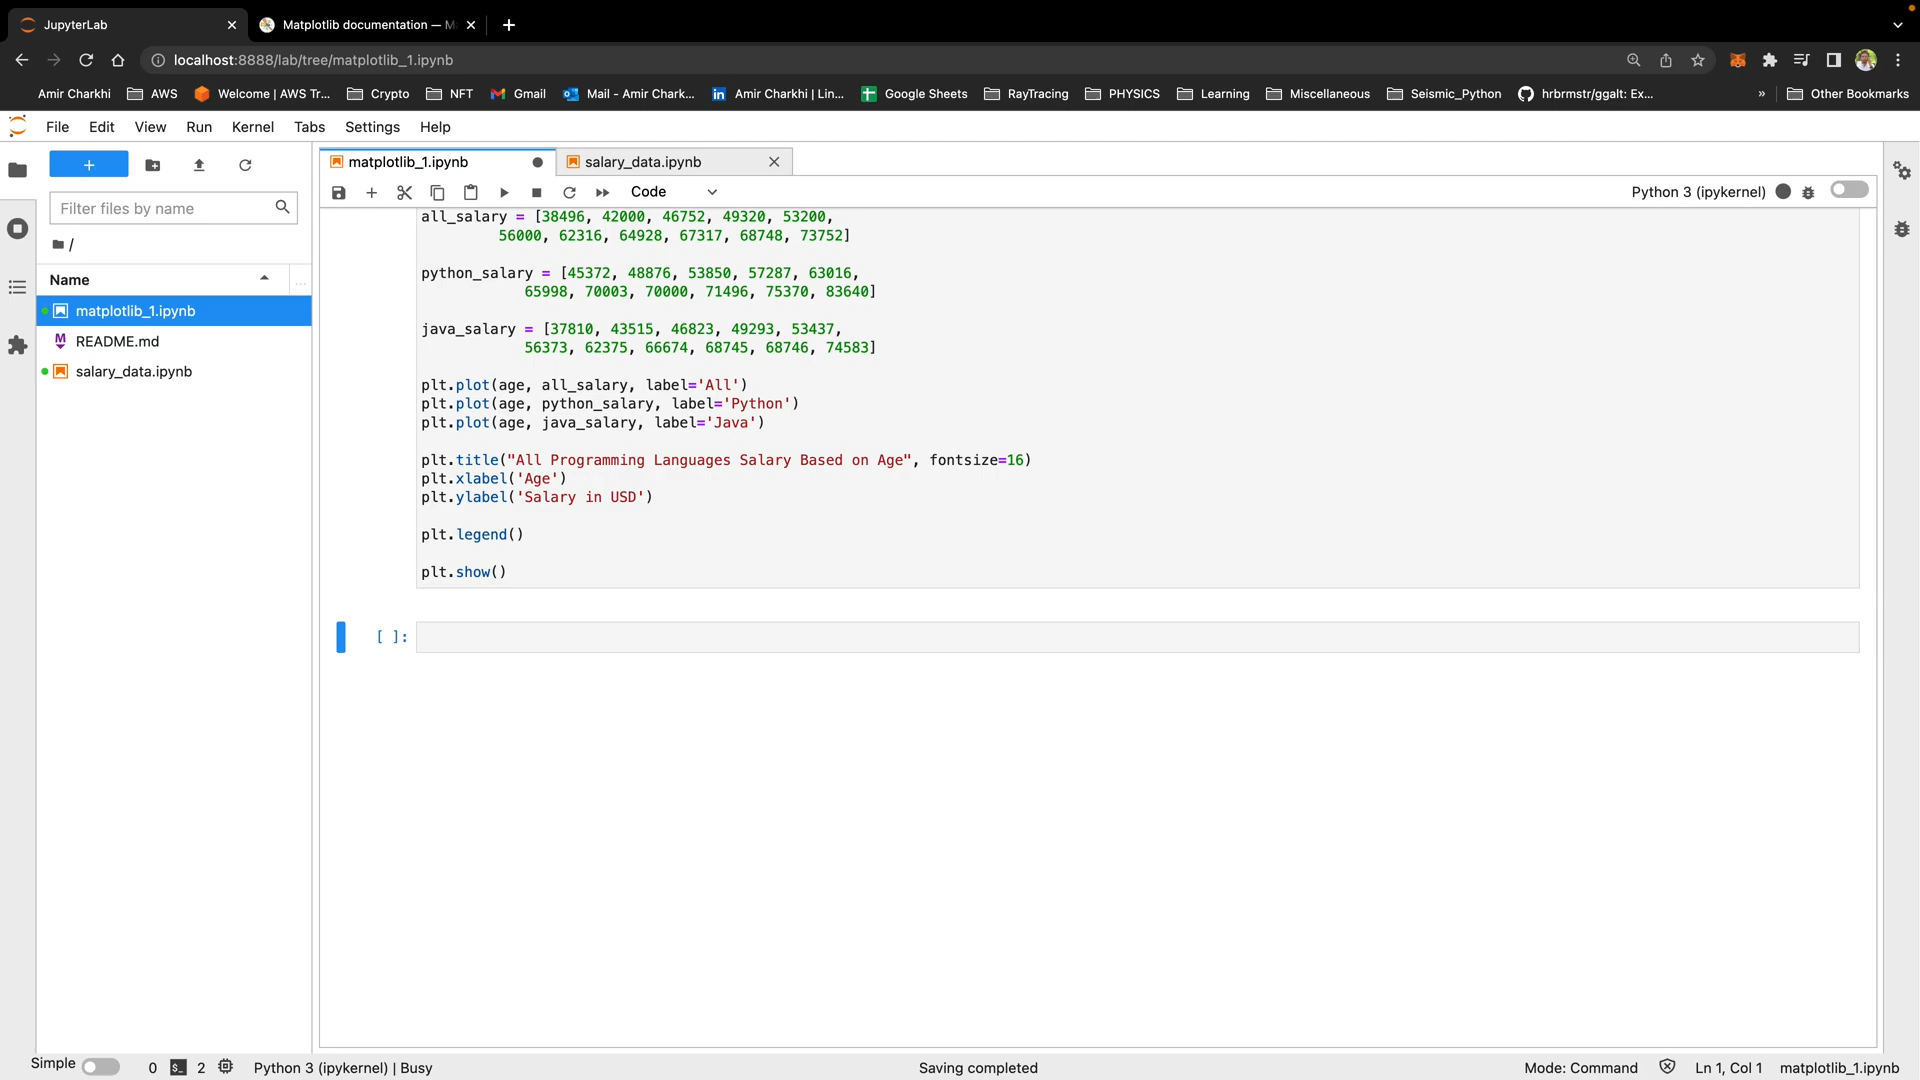 JupyterLab
Matplotlib documentation — M
localhost:8888/lab/tree/matplotlib_1.ipynb
Amir Charkhi AWS Welcome | AWS Tr... Crypto NFT Gmail Mail - Amir Chark... Amir Charkhi | Lin... Google Sheets RayTracing PHYSICS Learning Miscellaneous Seismic_Python hrbrmstr/ggalt: Ex... » Other Bookmarks
File Edit View Run Kernel Tabs Settings Help
matplotlib_1.ipynb salary_data.ipynb
Code
Python 3 (ipykernel)
Filter files by name
/
Name
matplotlib_1.ipynb
README.md
salary_data.ipynb
all_salary = [38496, 42000, 46752, 49320, 53200,
56000, 62316, 64928, 67317, 68748, 73752]
python_salary = [45372, 48876, 53850, 57287, 63016,
65998, 70003, 70000, 71496, 75370, 83640]
java_salary = [37810, 43515, 46823, 49293, 53437,
56373, 62375, 66674, 68745, 68746, 74583]
plt.plot(age, all_salary, label='All')
plt.plot(age, python_salary, label='Python')
plt.plot(age, java_salary, label='Java')
plt.title("All Programming Languages Salary Based on Age", fontsize=16)
plt.xlabel('Age')
plt.ylabel('Salary in USD')
plt.legend()
plt.show()
[ ]:
Simple 0 2 Python 3 (ipykernel) | Busy Saving completed Mode: Command Ln 1, Col 1 matplotlib_1.ipynb